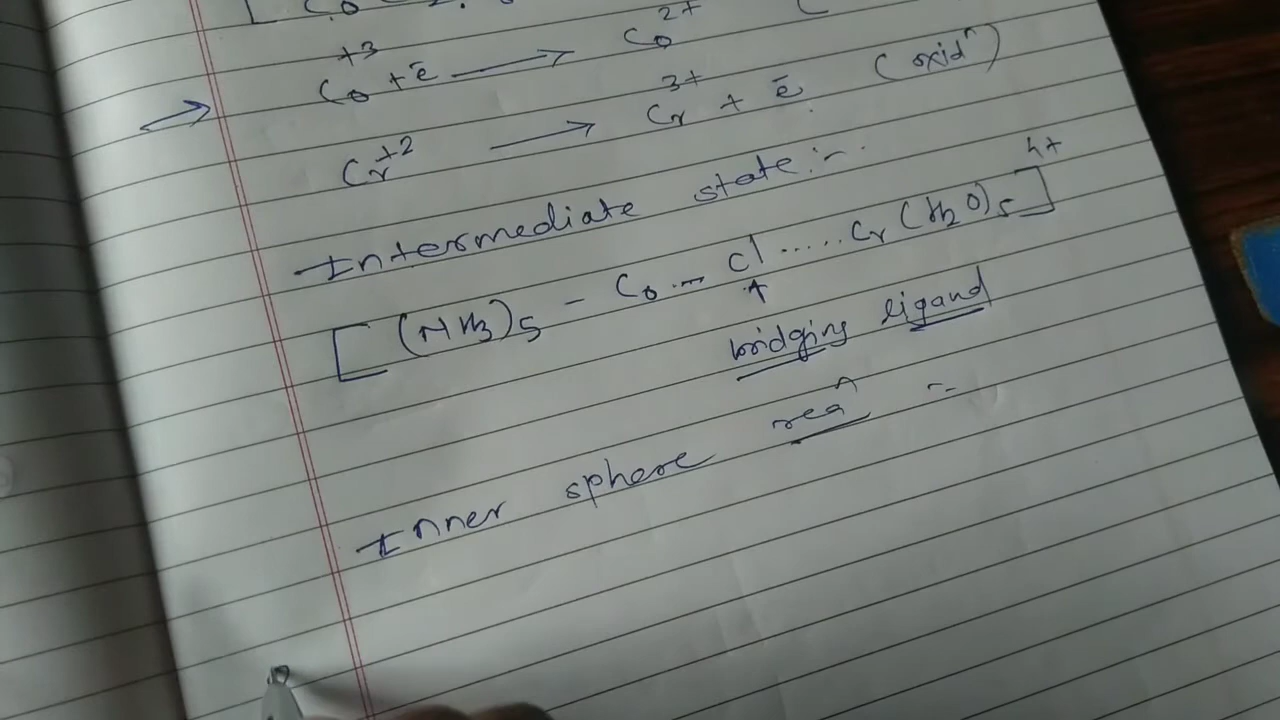 Co+3 + ē ⟶ Co2+ (
⇒ Cr+2 ⟶ Cr3+ + ē (oxidn)
Intermediate state:-
[(NH3)5 - Co ... Cl ...... Cr(H2O)5]4+
↑
bridging ligand
Inner sphere rean :-